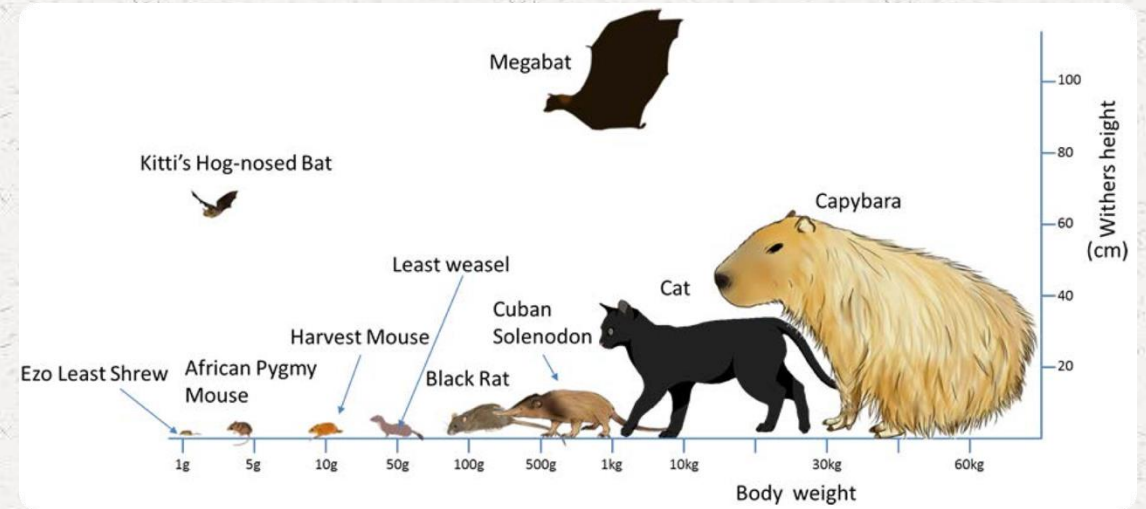 Megabat
100
80
Kitti's Hog-nosed Bat
Capybara
60
Withers height
(cm)
Least weasel
Cat
40
Cuban
Solenodon
Harvest Mouse
Ezo Least Shrew
African Pygmy
Mouse
Black Rat
20
1g 5g 10g 50g 100g 500g 1kg 10kg 30kg 60kg
Body weight